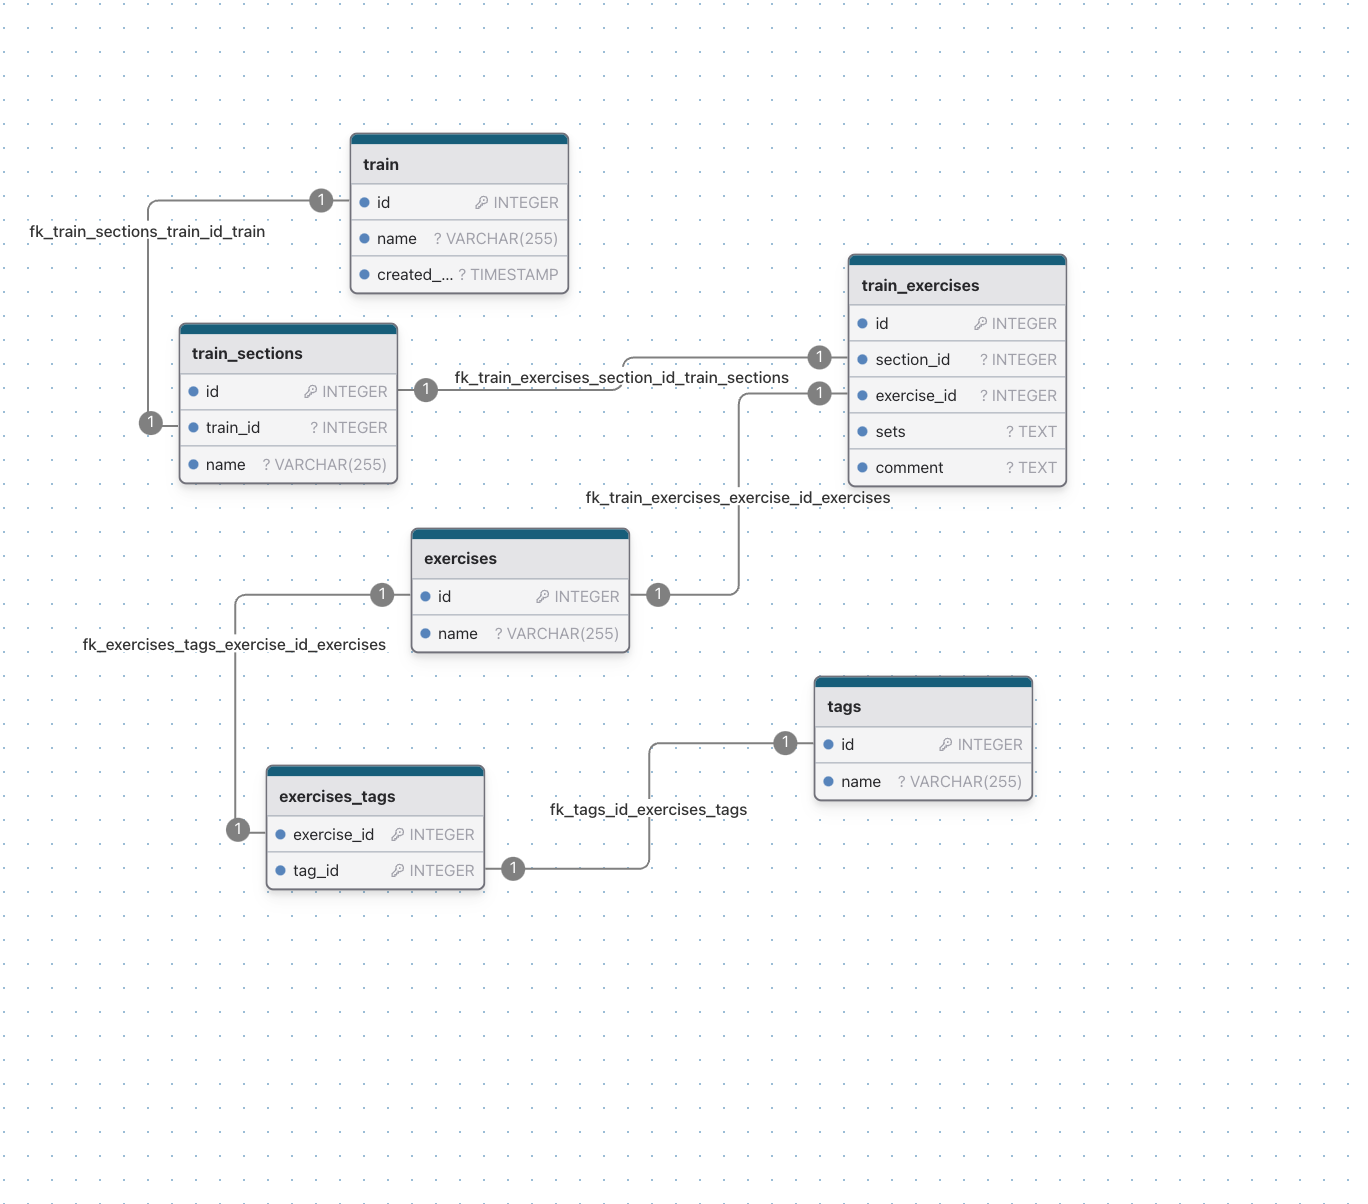 train
id INTEGER
name ? VARCHAR(255)
created_... ? TIMESTAMP
1
fk_train_sections_train_id_train
1
train_sections
id INTEGER
train_id ? INTEGER
name ? VARCHAR(255)
1
fk_train_exercises_section_id_train_sections
1
train_exercises
id INTEGER
section_id ? INTEGER
exercise_id ? INTEGER
sets ? TEXT
comment ? TEXT
1
fk_train_exercises_exercise_id_exercises
1
exercises
id INTEGER
name ? VARCHAR(255)
1
fk_exercises_tags_exercise_id_exercises
1
exercises_tags
exercise_id INTEGER
tag_id INTEGER
1
fk_tags_id_exercises_tags
1
tags
id INTEGER
name ? VARCHAR(255)